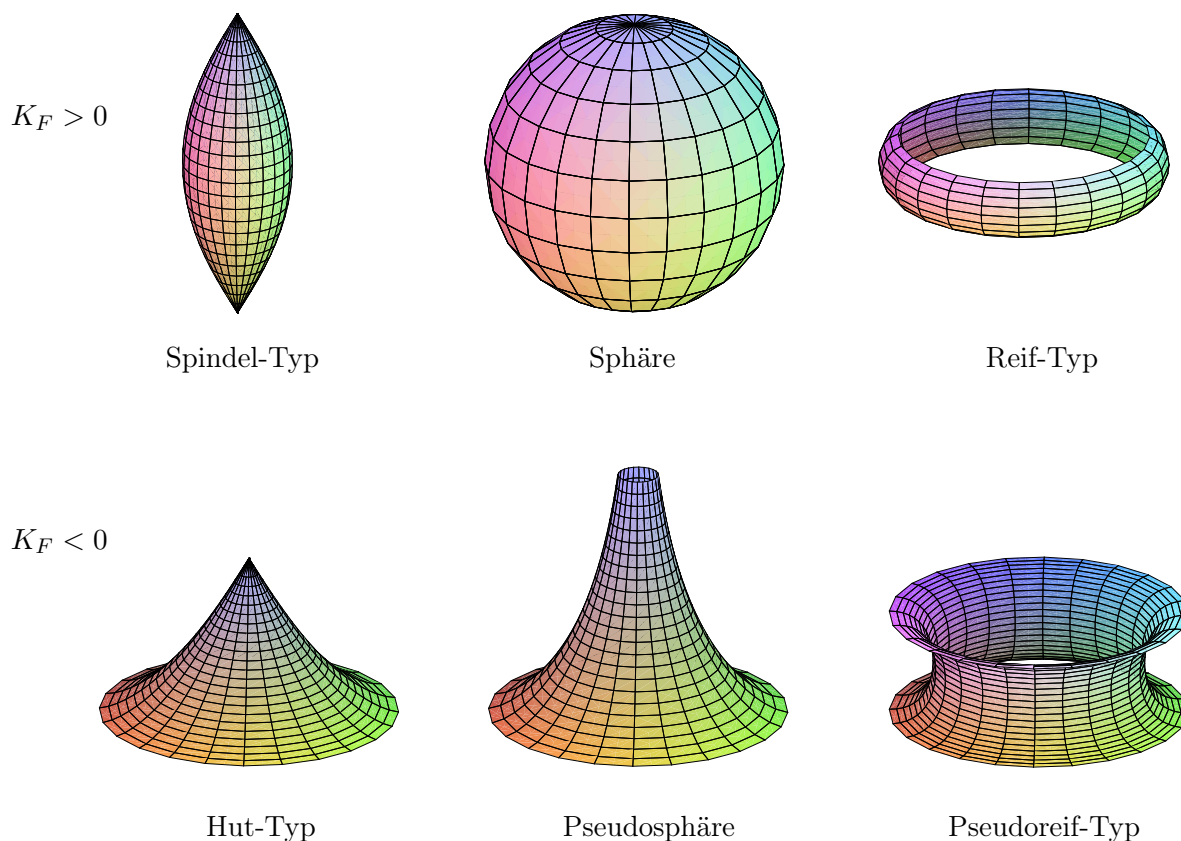 K_F > 0
Spindel-Typ
Sphäre
Reif-Typ
K_F < 0
Hut-Typ
Pseudosphäre
Pseudoreif-Typ